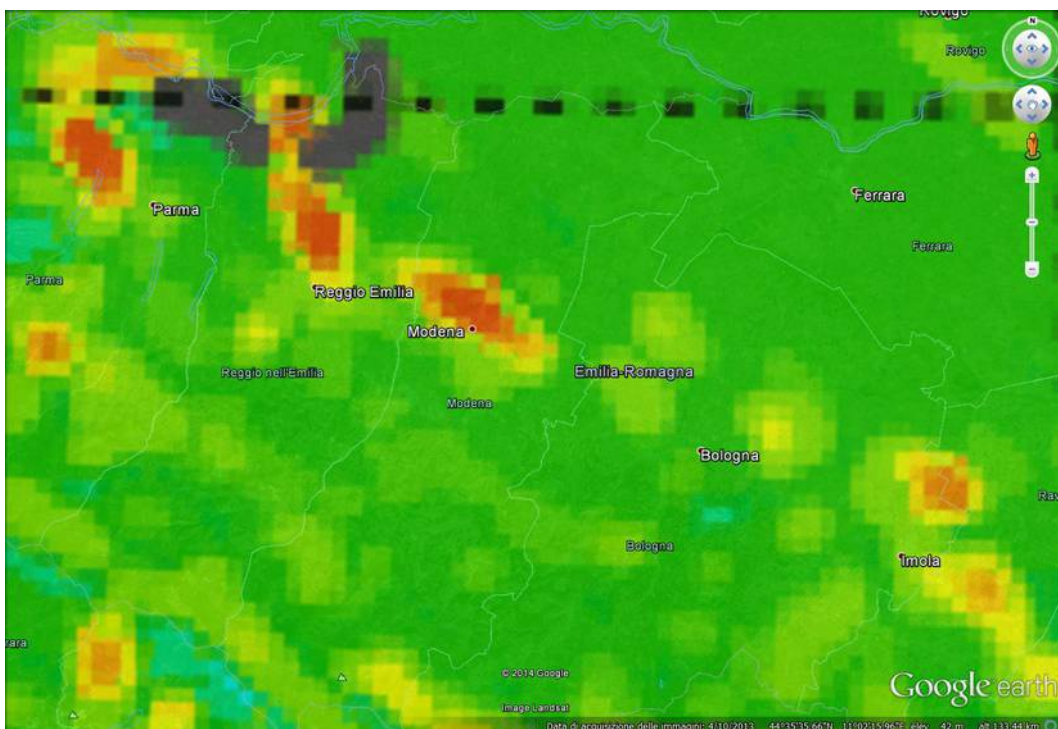 Rovigo
N
Rovigo
Parma
Ferrara
Ferrara
Parma
Reggio Emilia
Modena
Reggio nell'Emilia
Emilia-Romagna
Modena
Bologna
Rav
Bologna
Imola
rara
© 2014 Google
Google earth
Image Landsat
Data di acquisizione delle immagini: 4/10/2013 44°35'35.66"N 11°02'15.96"E elev 42 m alt 133.44 km